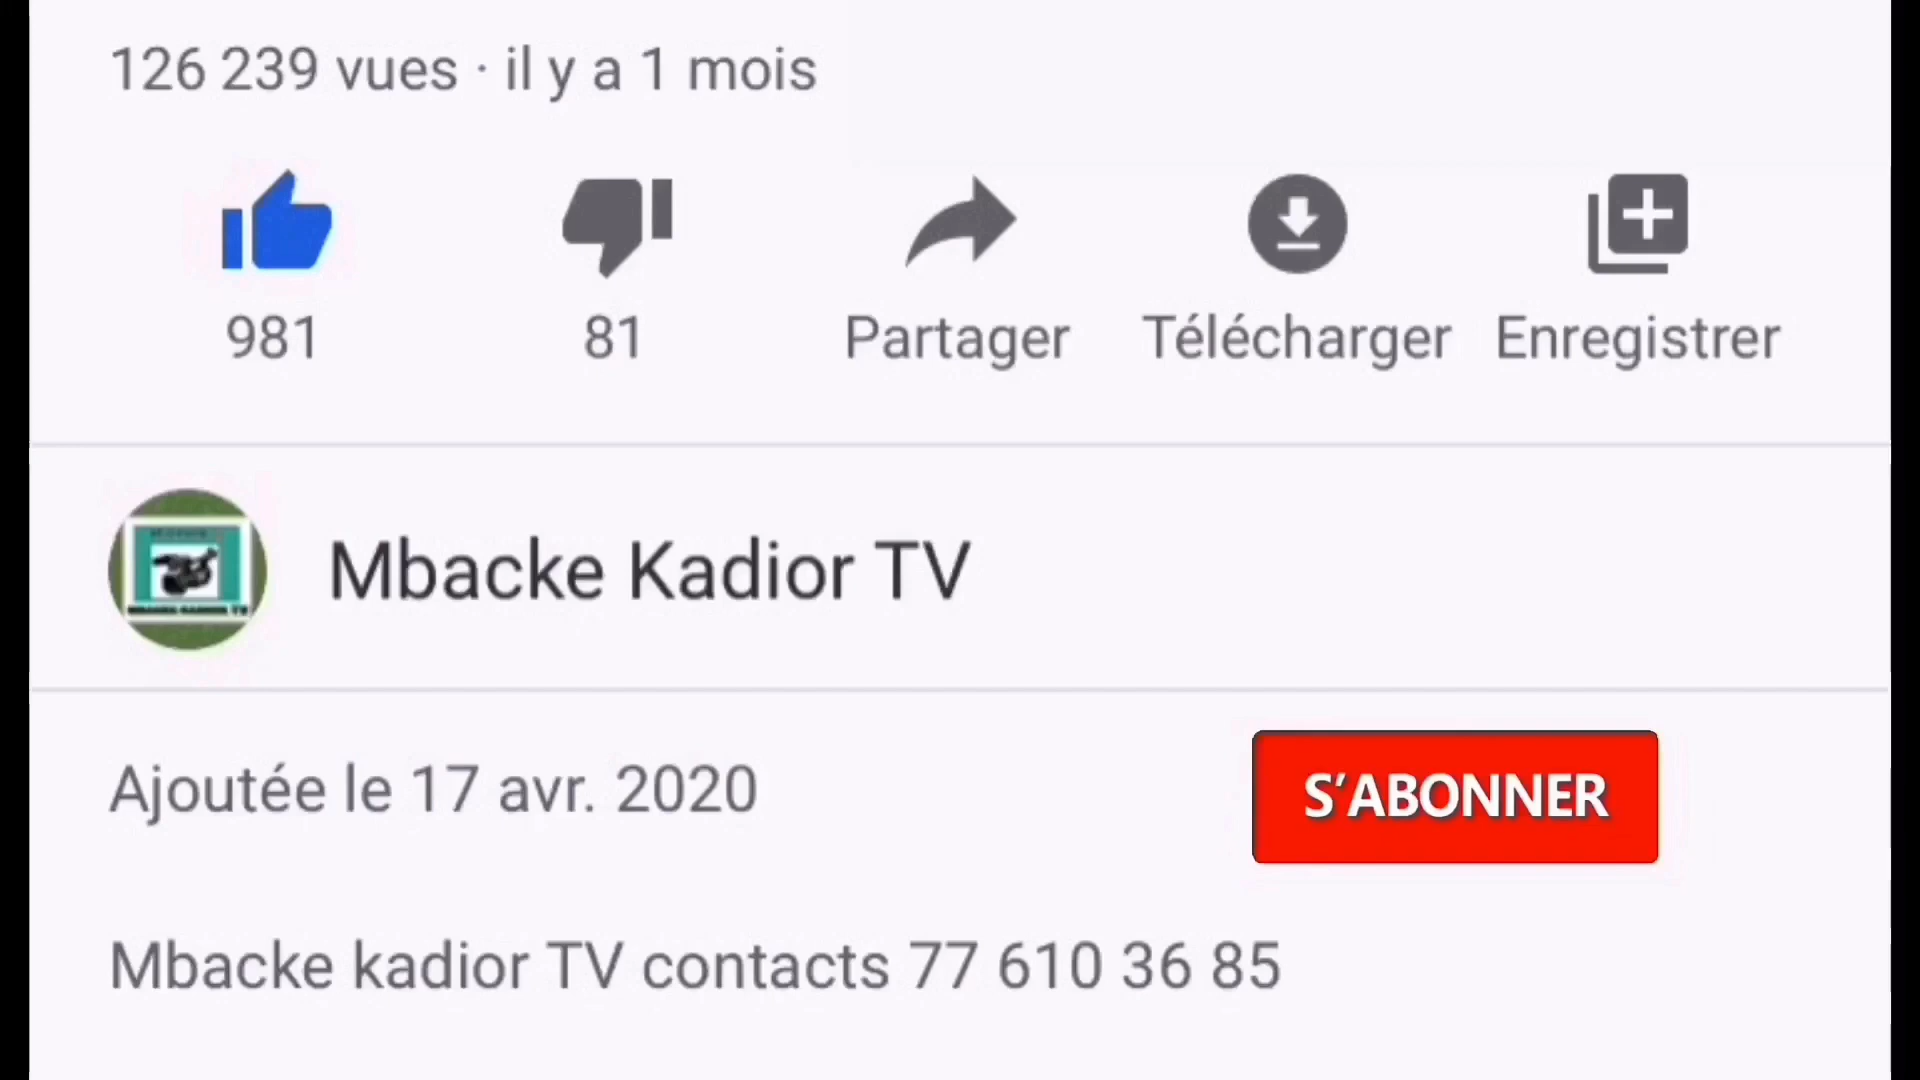 126 239 vues · il y a 1 mois
981
81
Partager
Télécharger
Enregistrer
Mbacke Kadior TV
Ajoutée le 17 avr. 2020
S'ABONNER
Mbacke kadior TV contacts 77 610 36 85